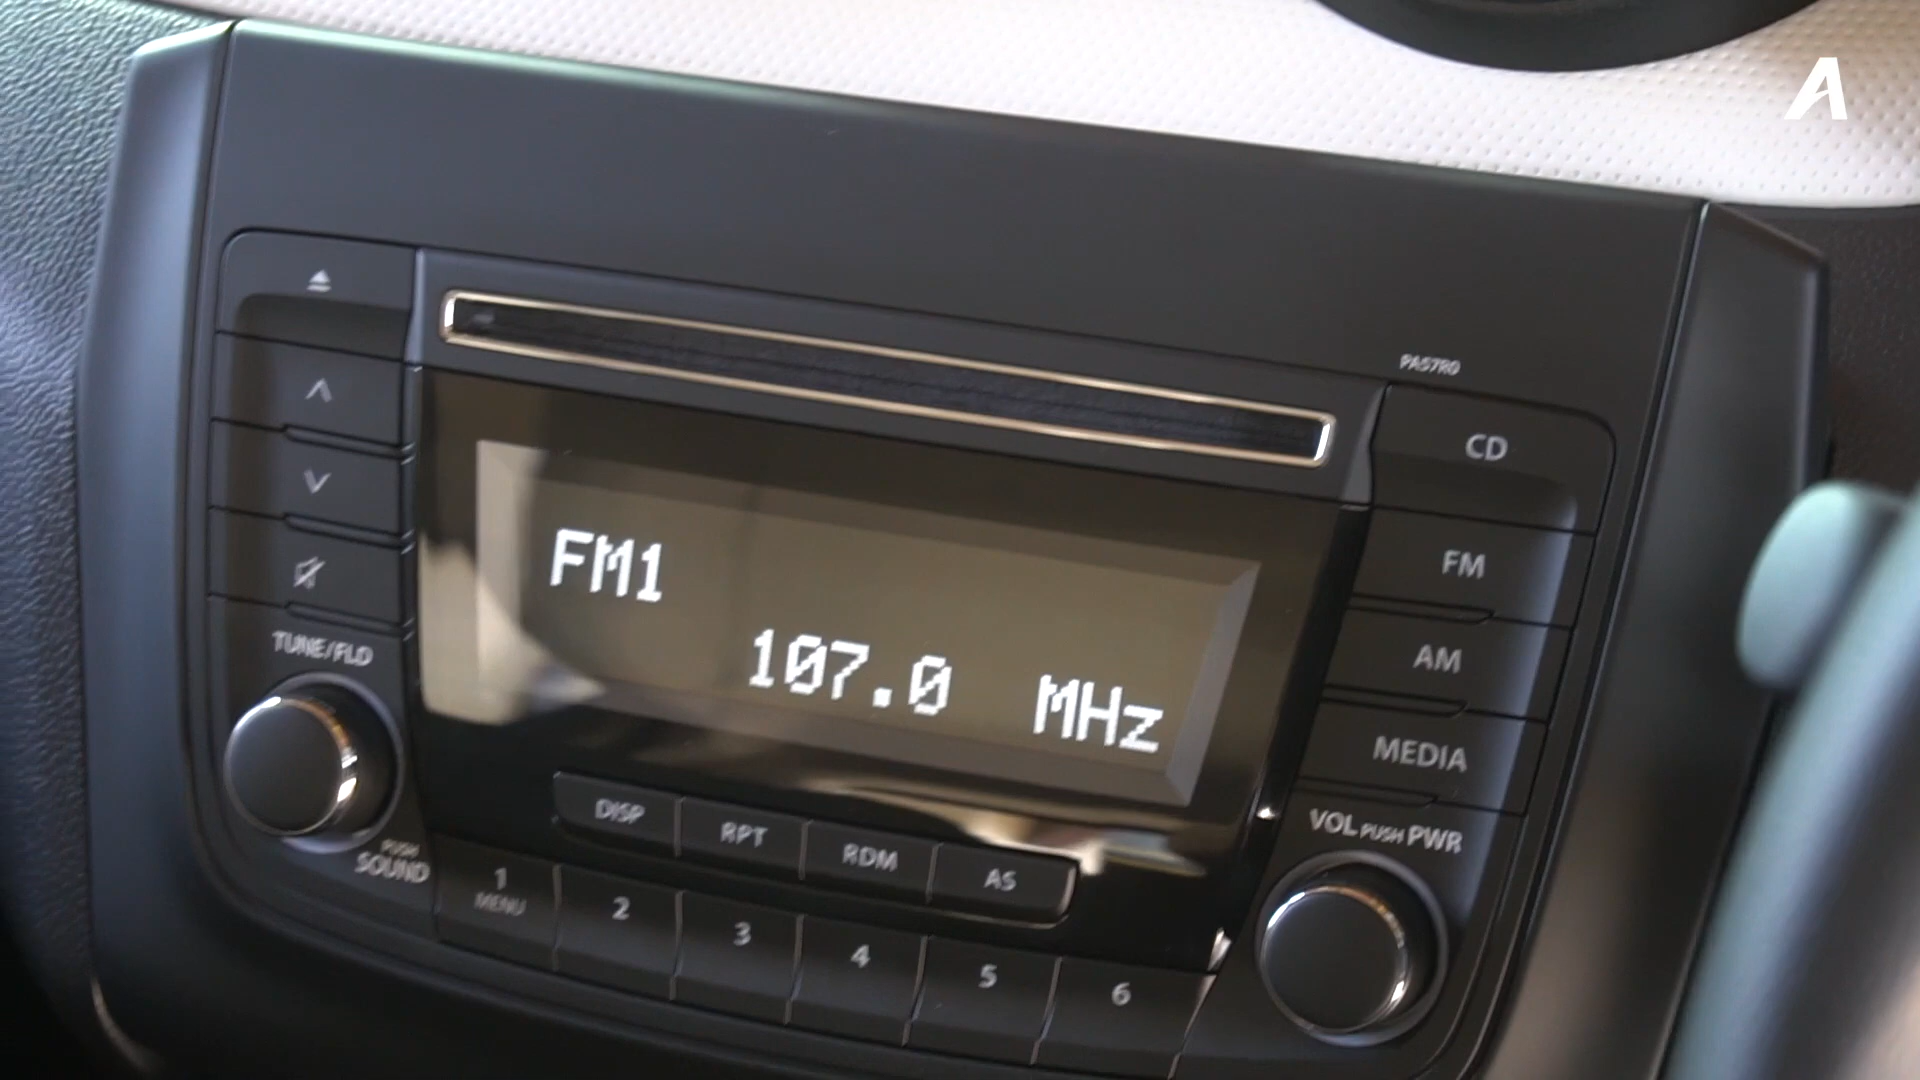 PA57R0
CD
FM
AM
MEDIA
FM1
107.0 MHz
TUNE/FLD
PUSH
SOUND
VOL PUSH PWR
DISP
RPT
RDM
AS
1
MENU
2
3
4
5
6
A